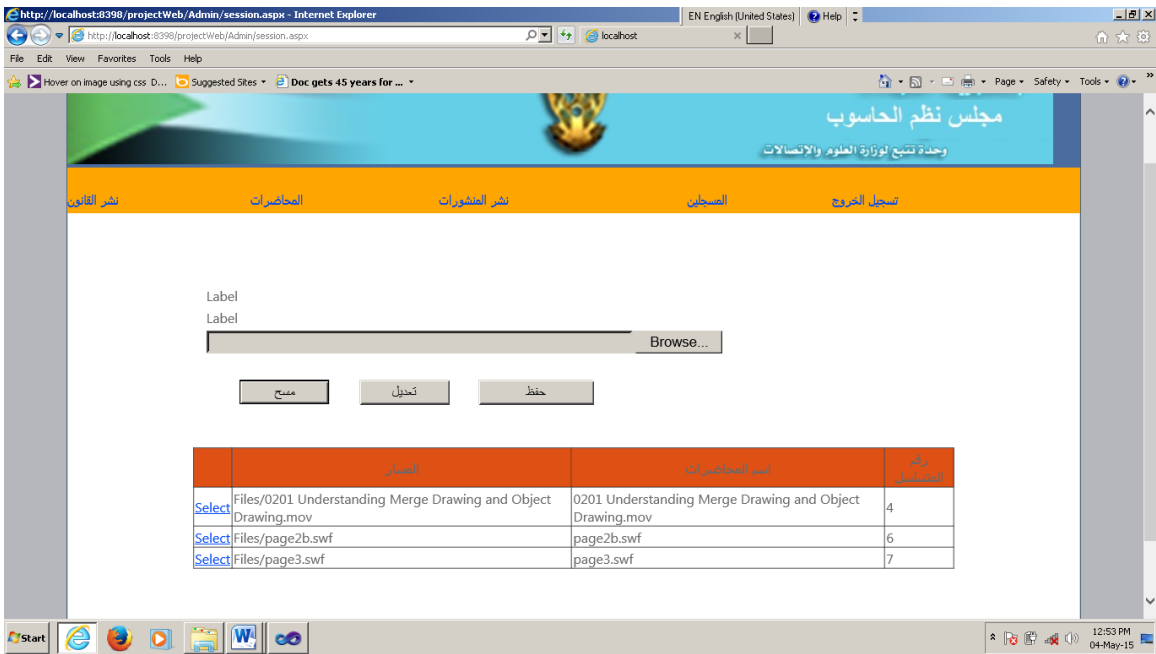 http://localhost:8398/projectWeb/Admin/session.aspx - Internet Explorer
EN English (United States) Help
http://localhost:8398/projectWeb/Admin/session.aspx
localhost
File Edit View Favorites Tools Help
Hover on image using css D... Suggested Sites Doc gets 45 years for ... Page Safety Tools
مجلس نظم الحاسوب
وحدة تتبع لوزارة العلوم والاتصالات
تسجيل الخروج المسجلين نشر المنشورات المحاضرات نشر القانون
Label
Label
Browse...
حفظ تعديل مسح
رقم المتسلسل اسم المحاضرات المسار
Select Files/0201 Understanding Merge Drawing and Object Drawing.mov 0201 Understanding Merge Drawing and Object Drawing.mov 4
Select Files/page2b.swf page2b.swf 6
Select Files/page3.swf page3.swf 7
Start
12:53 PM
04-May-15